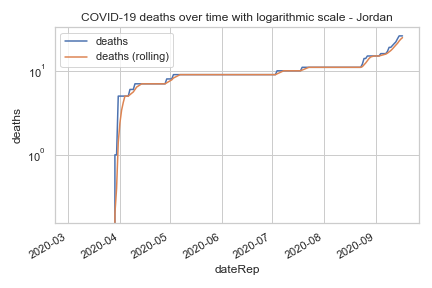 COVID-19 deaths over time with logarithmic scale - Jordan
deaths
deaths (rolling)
10¹
10⁰
deaths
2020-03
2020-04
2020-05
2020-06
2020-07
2020-08
2020-09
dateRep